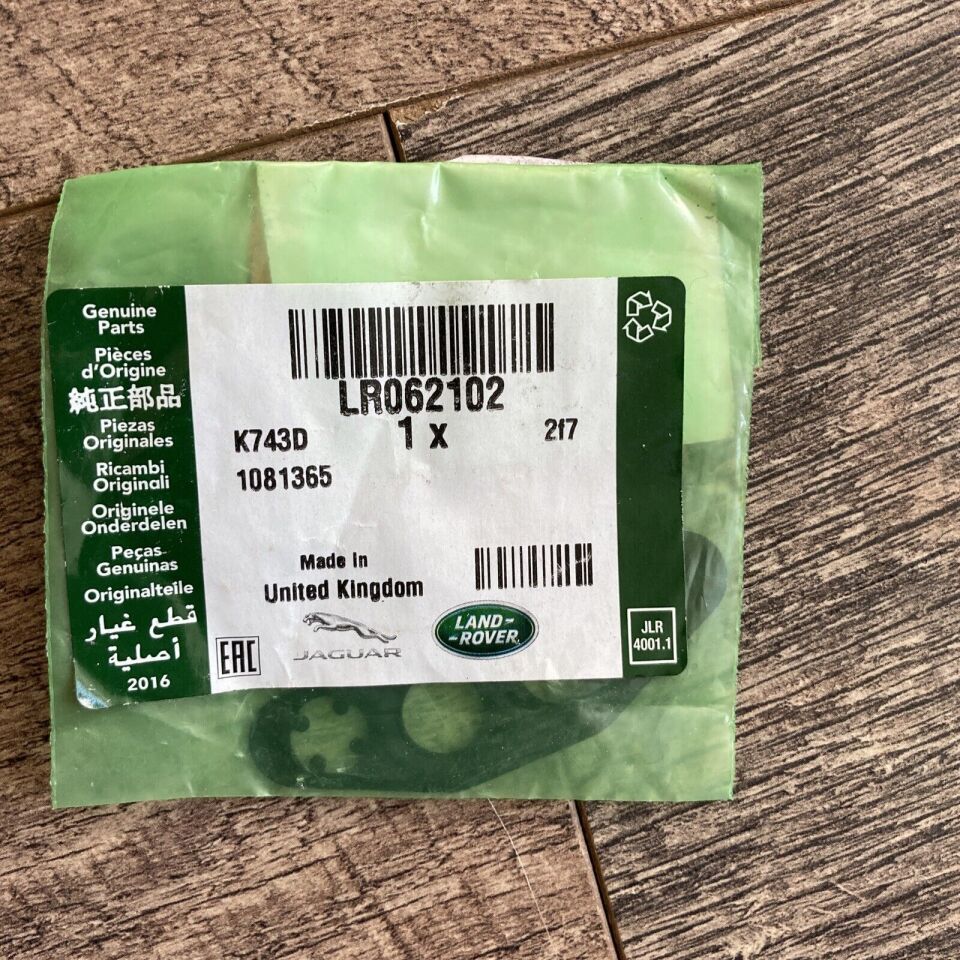 Genuine
Parts
Pièces
d'Origine
純正部品
Piezas
Originales
Ricambi
Originali
Originele
Onderdelen
Peças
Genuinas
Originalteile
قطع غيار
أصلية
2016
LR062102
1 x
2f7
K743D
1081365
Made in
United Kingdom
EAC
JAGUAR
LAND-
-ROVER
JLR
4001.1